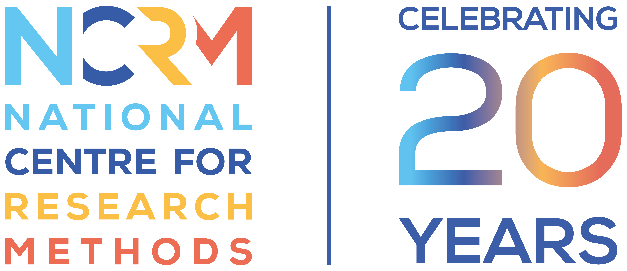 NCRM
NATIONAL
CENTRE FOR
RESEARCH
METHODS
CELEBRATING
20
YEARS